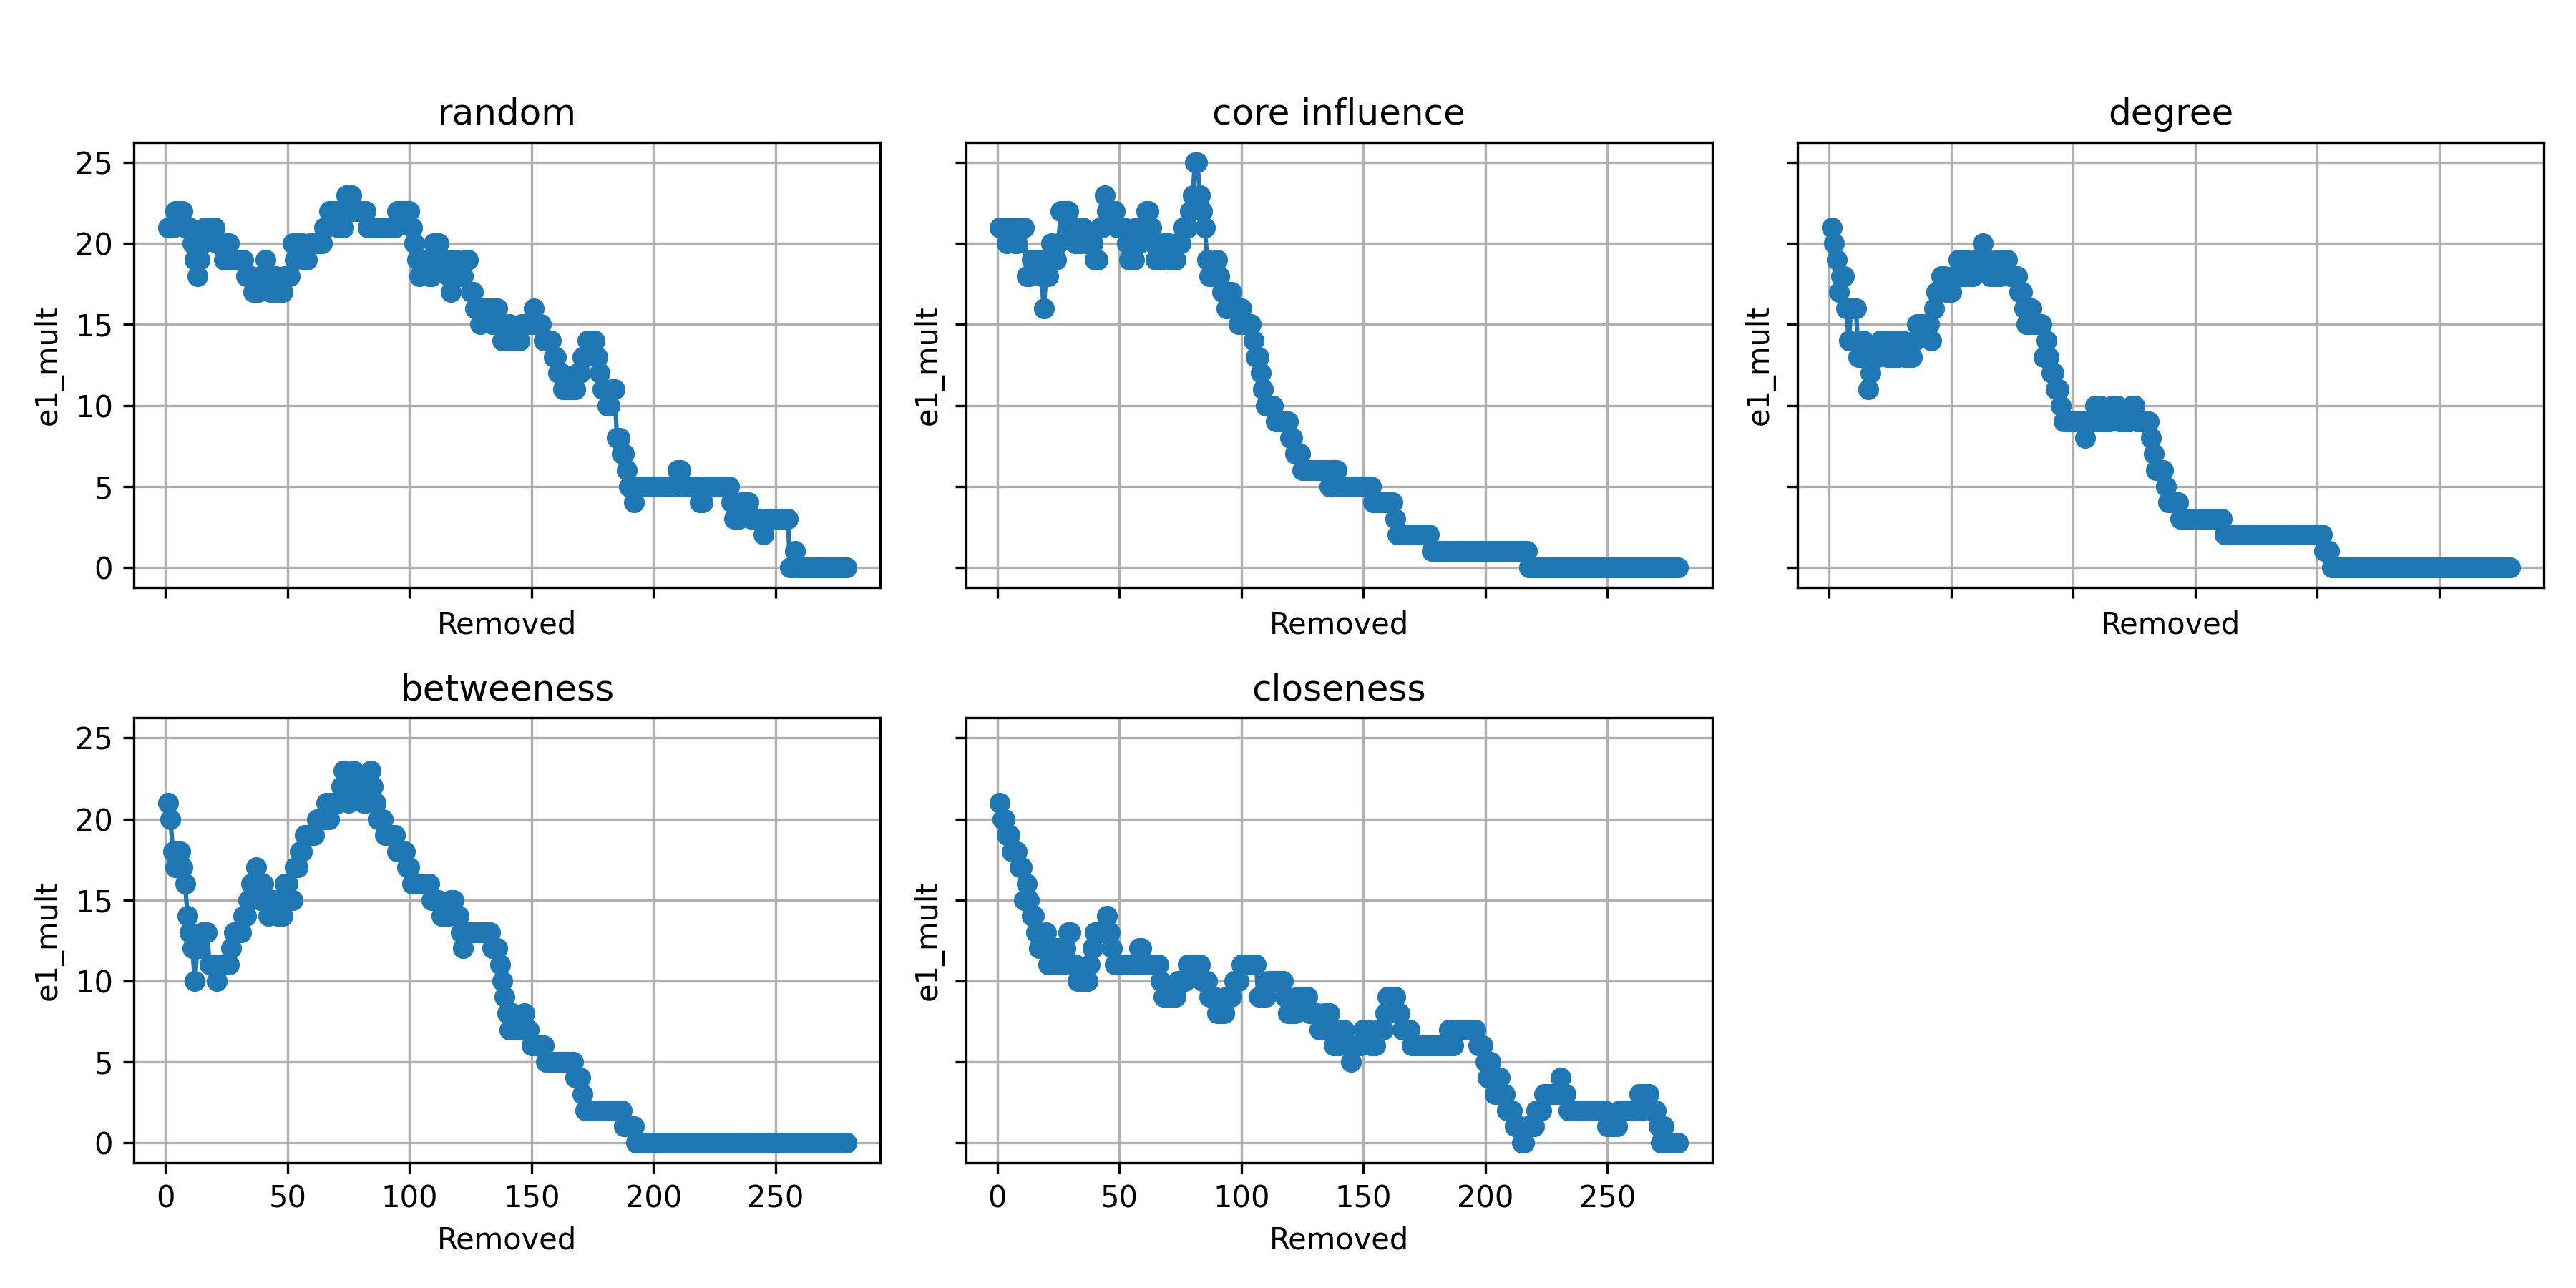 random
core influence
degree
25
20
15
10
5
0
e1_mult
e1_mult
e1_mult
Removed
Removed
Removed
betweeness
closeness
25
20
15
10
5
0
e1_mult
e1_mult
0 50 100 150 200 250
0 50 100 150 200 250
Removed
Removed